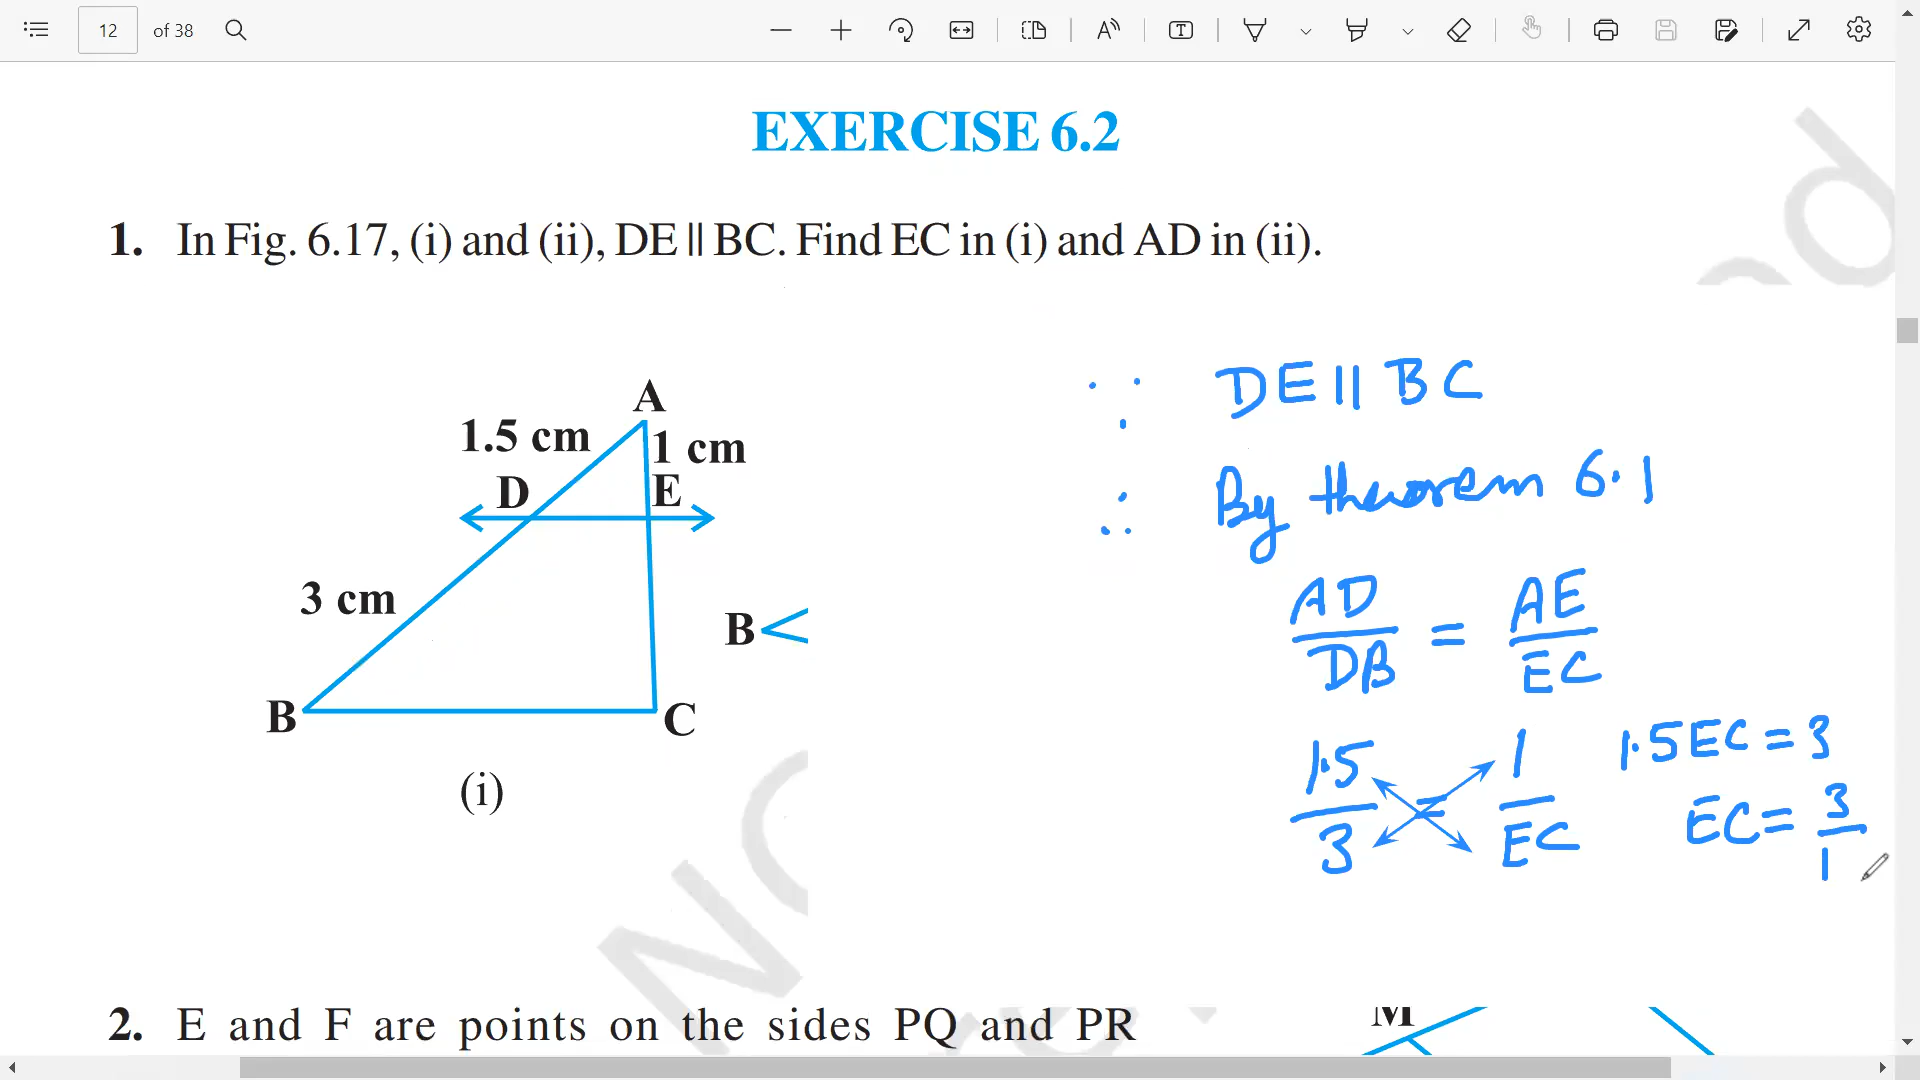 12 of 38
EXERCISE 6.2
1. In Fig. 6.17, (i) and (ii), DE || BC. Find EC in (i) and AD in (ii).
A
1.5 cm
1 cm
D
E
3 cm
B
B
C
(i)
∵ DE || BC
∴ By theorem 6.1
AD/DB = AE/EC
1.5/3 = 1/EC
1.5EC = 3
EC = 3/1
2. E and F are points on the sides PQ and PR
M